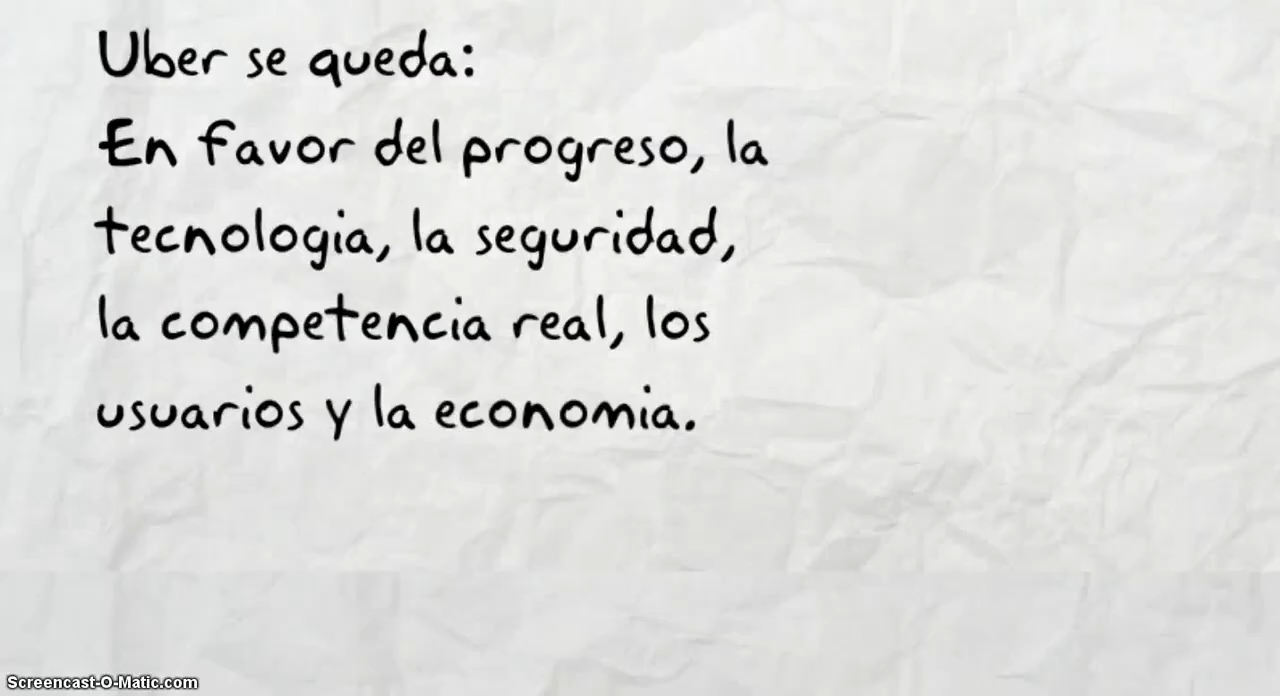 Uber se queda:
En favor del progreso, la
tecnologia, la seguridad,
la competencia real, los
usuarios y la economia.
Screencast-O-Matic.com